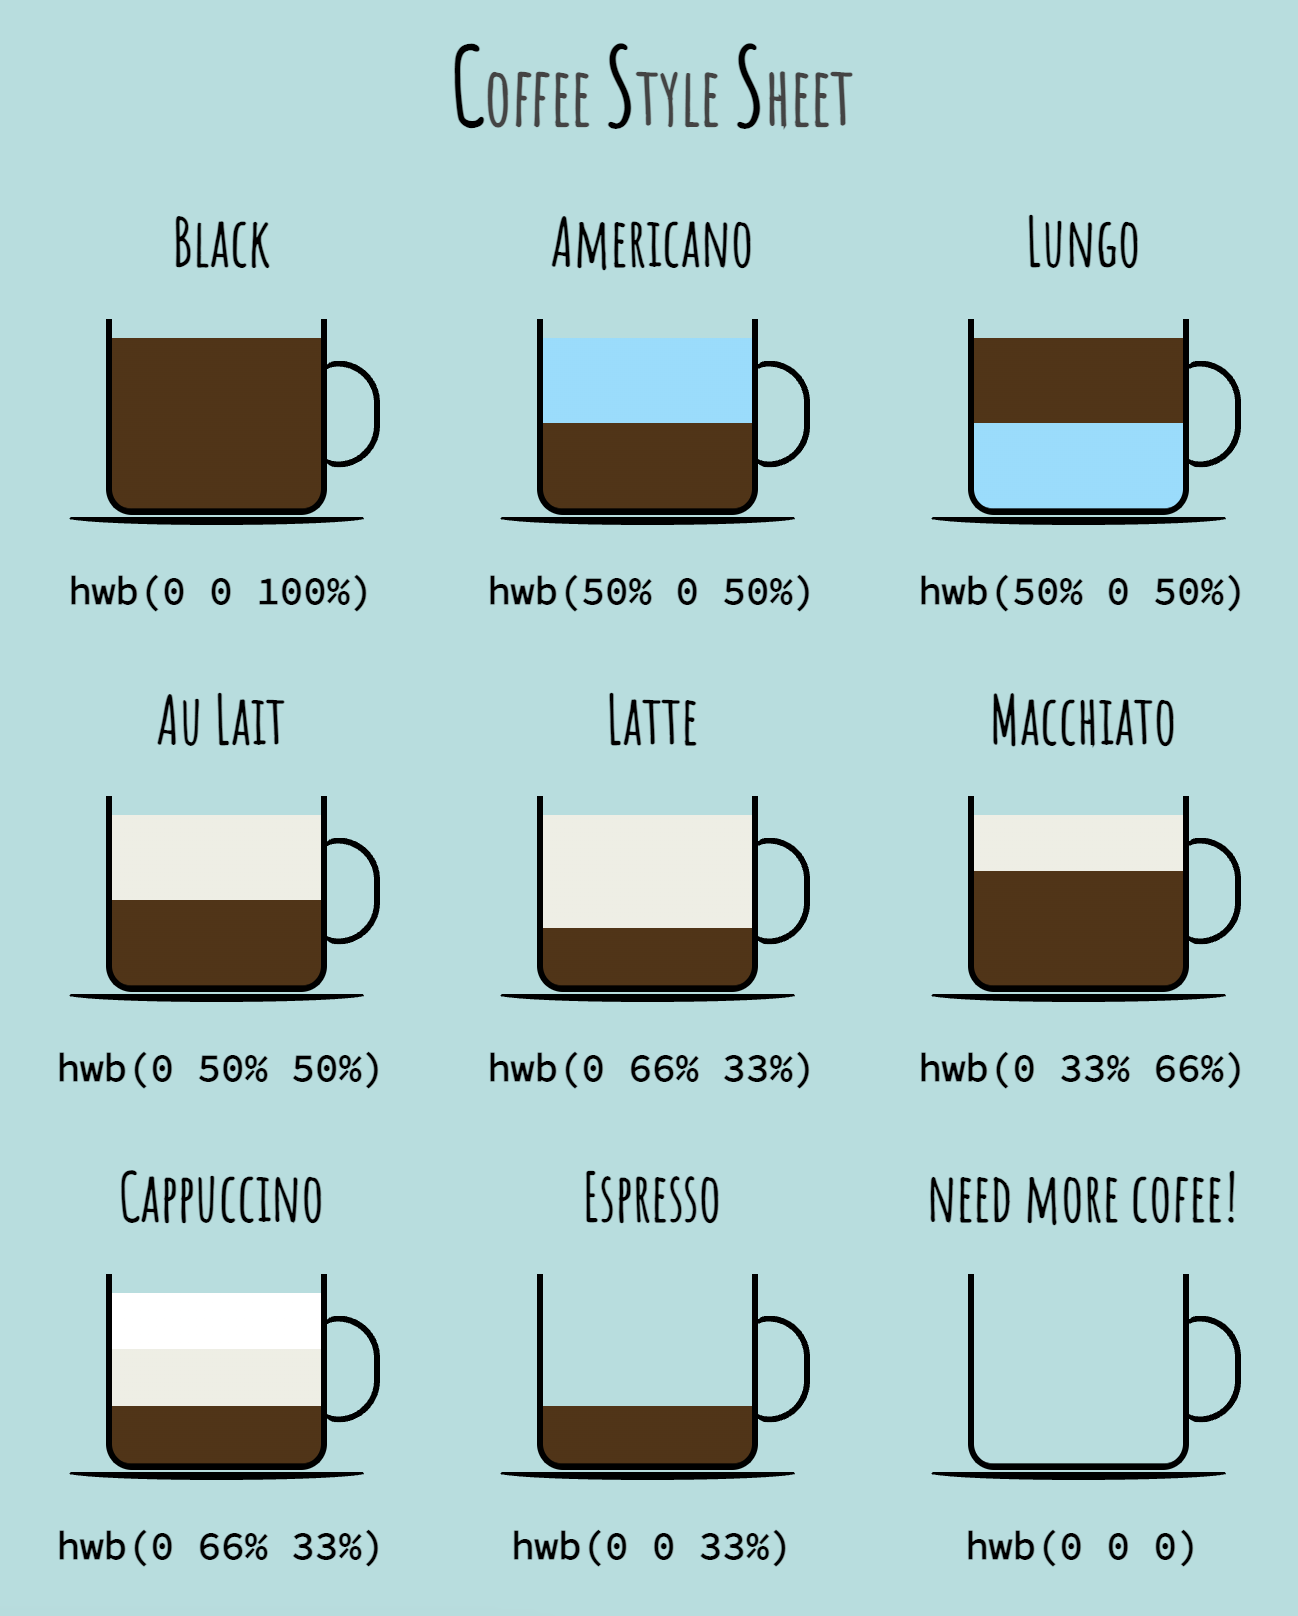 Coffee Style Sheet
Black
Americano
Lungo
hwb(0 0 100%)
hwb(50% 0 50%)
hwb(50% 0 50%)
Au Lait
Latte
Macchiato
hwb(0 50% 50%)
hwb(0 66% 33%)
hwb(0 33% 66%)
Cappuccino
Espresso
need more cofee!
hwb(0 66% 33%)
hwb(0 0 33%)
hwb(0 0 0)